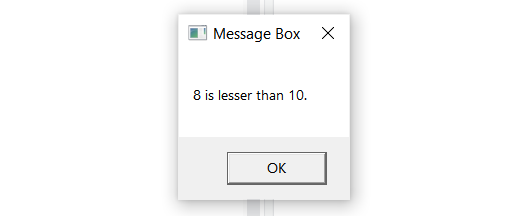 Message Box
8 is lesser than 10.
OK